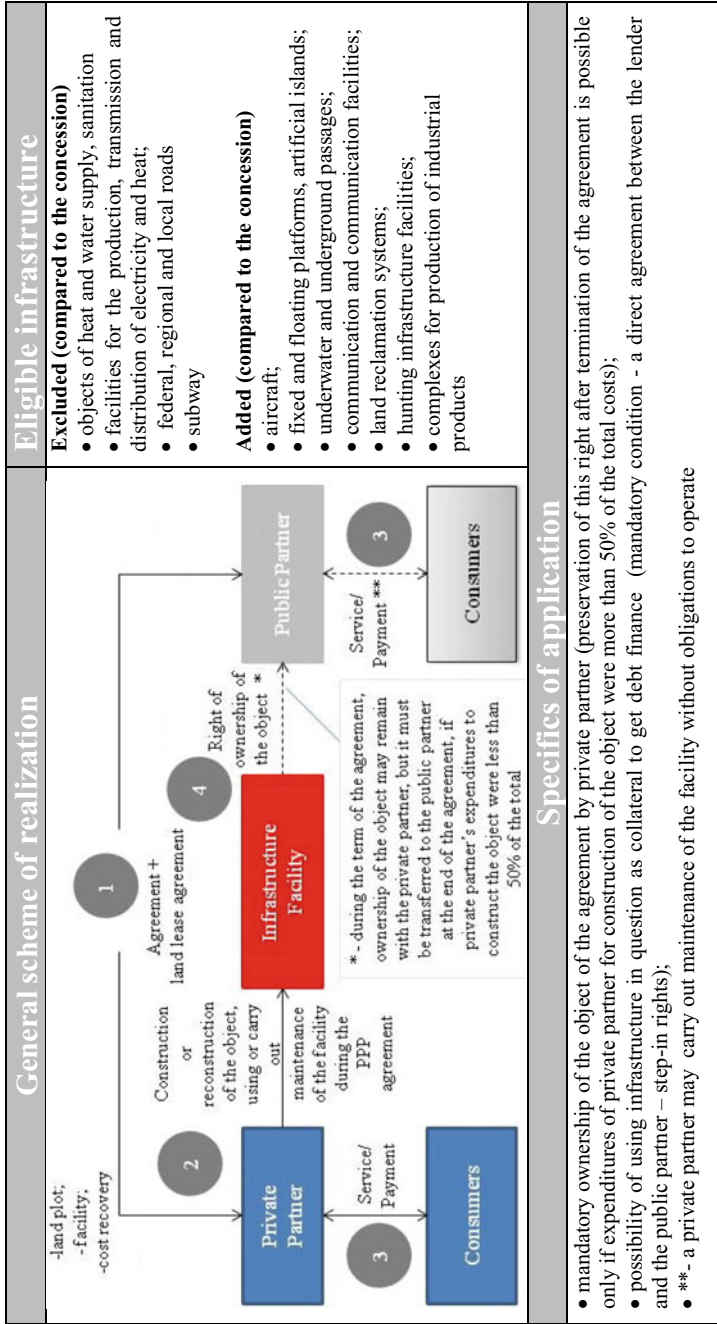 General scheme of realization
Eligible infrastructure
-land plot;
-facility;
-cost recovery
1
Agreement +
land lease agreement
2
Construction
or
reconstruction
of the object,
using or carry
out
maintenance
of the facility
during the
PPP
agreement
4
Right of
ownership of
the object *
Private
Partner
Infrastructure
Facility
Public Partner
3
Service/
Payment
* - during the term of the agreement,
ownership of the object may remain
with the private partner, but it must
be transferred to the public partner
at the end of the agreement, if
private partner's expenditures to
construct the object were less than
50% of the total
Service/
Payment **
3
Consumers
Consumers
Excluded (compared to the concession)
• objects of heat and water supply, sanitation
• facilities for the production, transmission and
distribution of electricity and heat;
• federal, regional and local roads
• subway
Added (compared to the concession)
• aircraft;
• fixed and floating platforms, artificial islands;
• underwater and underground passages;
• communication and communication facilities;
• land reclamation systems;
• hunting infrastructure facilities;
• complexes for production of industrial
products
Specifics of application
• mandatory ownership of the object of the agreement by private partner (preservation of this right after termination of the agreement is possible
only if expenditures of private partner for construction of the object were more than 50% of the total costs);
• possibility of using infrastructure in question as collateral to get debt finance (mandatory condition - a direct agreement between the lender
and the public partner – step-in rights);
• **- a private partner may carry out maintenance of the facility without obligations to operate